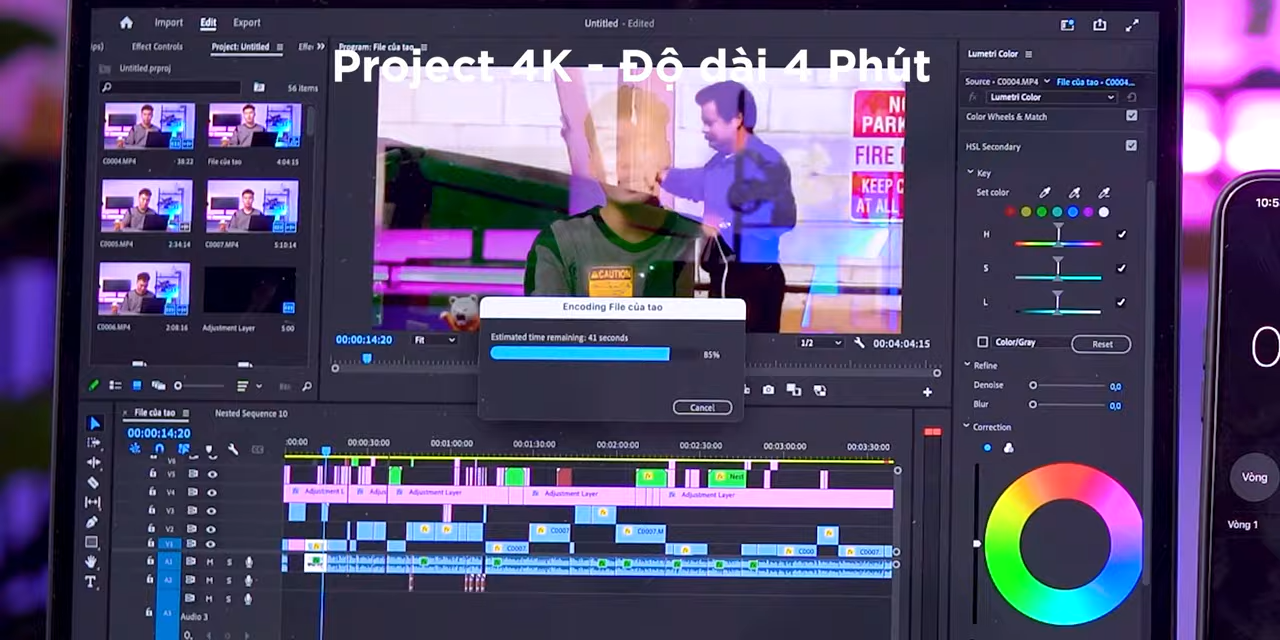 Import Edit Export
Untitled - Edited
Effect Controls
Project: Untitled
Program: File của tao
Project 4K - Độ dài 4 Phút
Untitled.prproj
56 items
C0004.MP4 38:22
File của tao 4:04:15
C0005.MP4 2:34:14
C0007.MP4 5:10:14
C0006.MP4 2:08:16
Adjustment Layer 5:00
NO
PARK
FIRE
KEEP C
AT ALL
CAUTION
00:00:14:20
Fit
1/2
00:04:04:15
Encoding File của tao
Estimated time remaining: 41 seconds
85%
Cancel
Lumetri Color
Source - C0004.MP4
File của tao - C0004...
fx Lumetri Color
Color Wheels & Match
HSL Secondary
Key
Set color
H
S
L
Color/Gray
Reset
Refine
Denoise 0,0
Blur 0,0
Correction
File của tao
Nested Sequence 10
00:00:14:20
:00:00 00:00:30:00 00:01:00:00 00:01:30:00 00:02:00:00 00:02:30:00 00:03:00:00 00:03:30:00
V6
V5
Nest
V4
Adjustment L
Adjus
Adjustment Layer
Adjustment Layer
Adjustment Layer
V3
V2
C0007
C0007.M
V1
C0007
C000
C0007
A1 M S
A2 M S
M S
A3
Audio 3
10:5
0
Vòng
Vòng 1